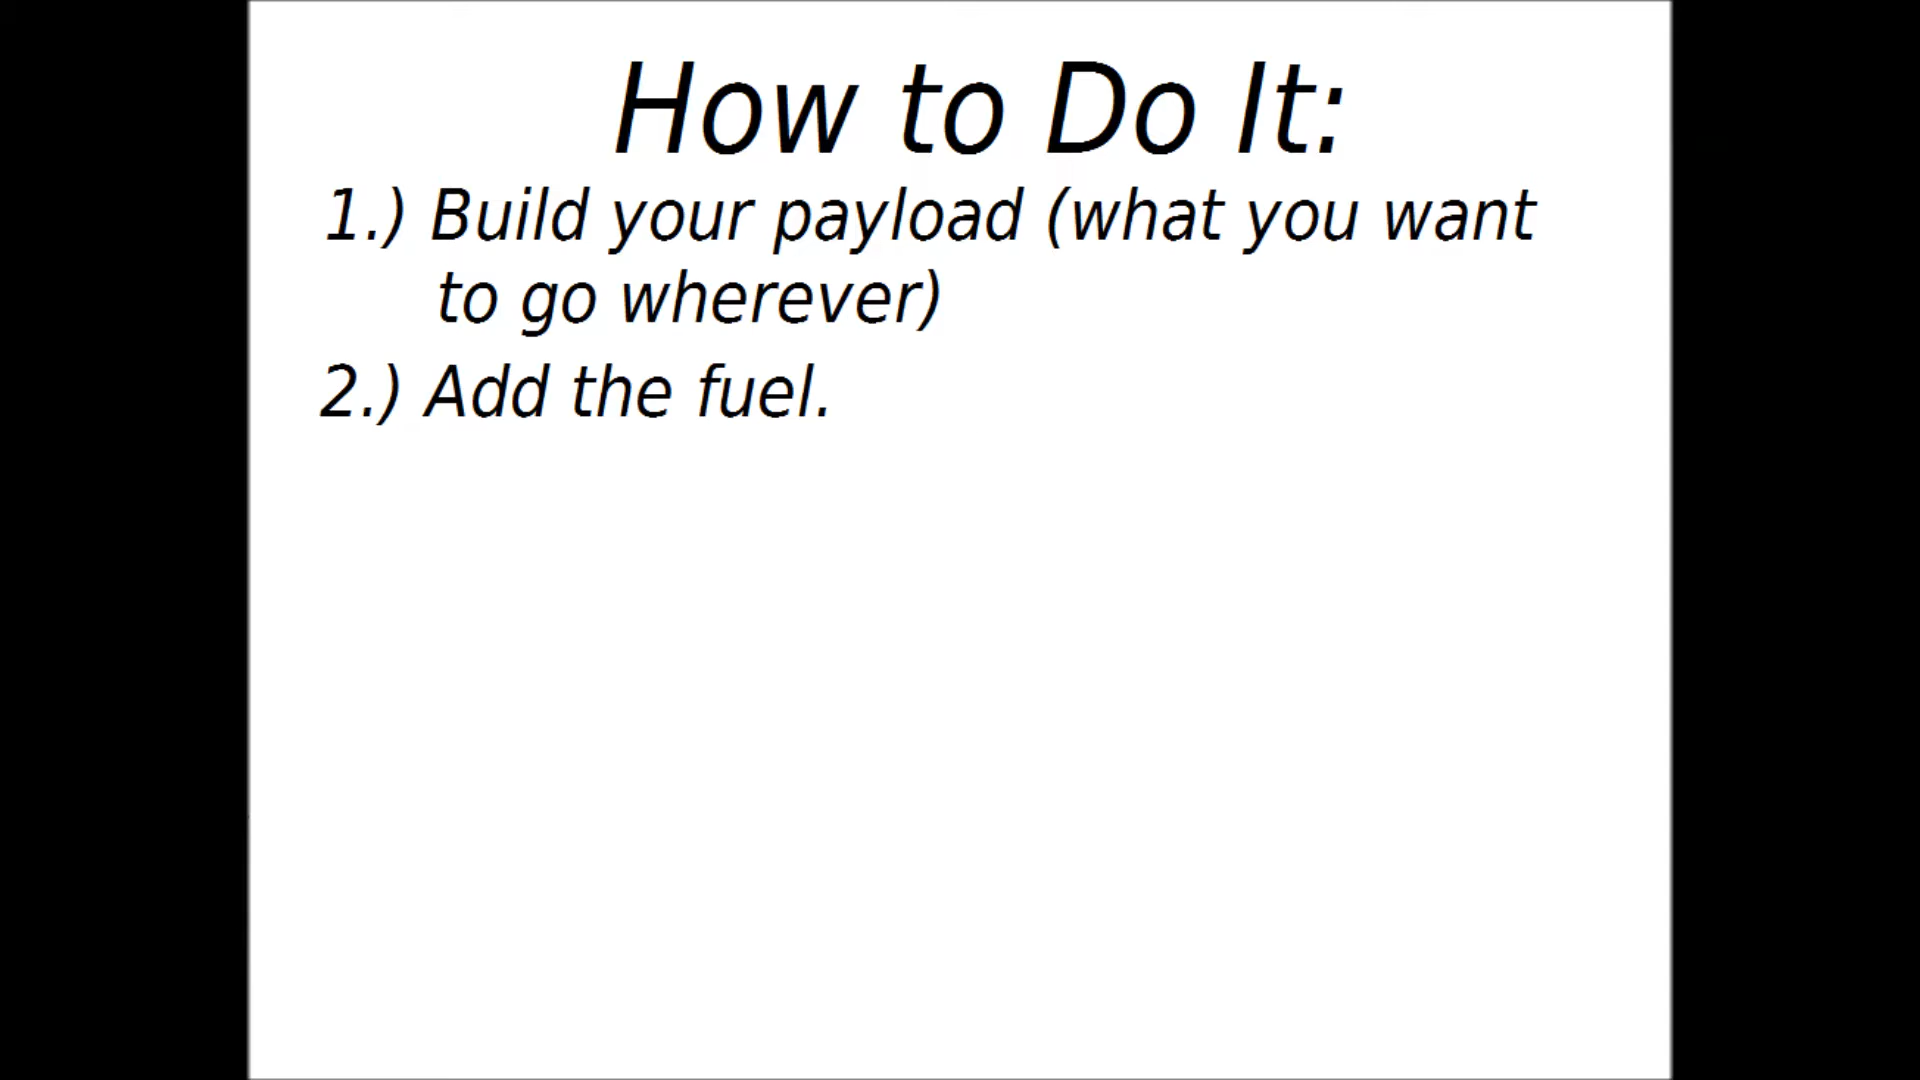 How to Do It:
1.) Build your payload (what you want
to go wherever)
2.) Add the fuel.